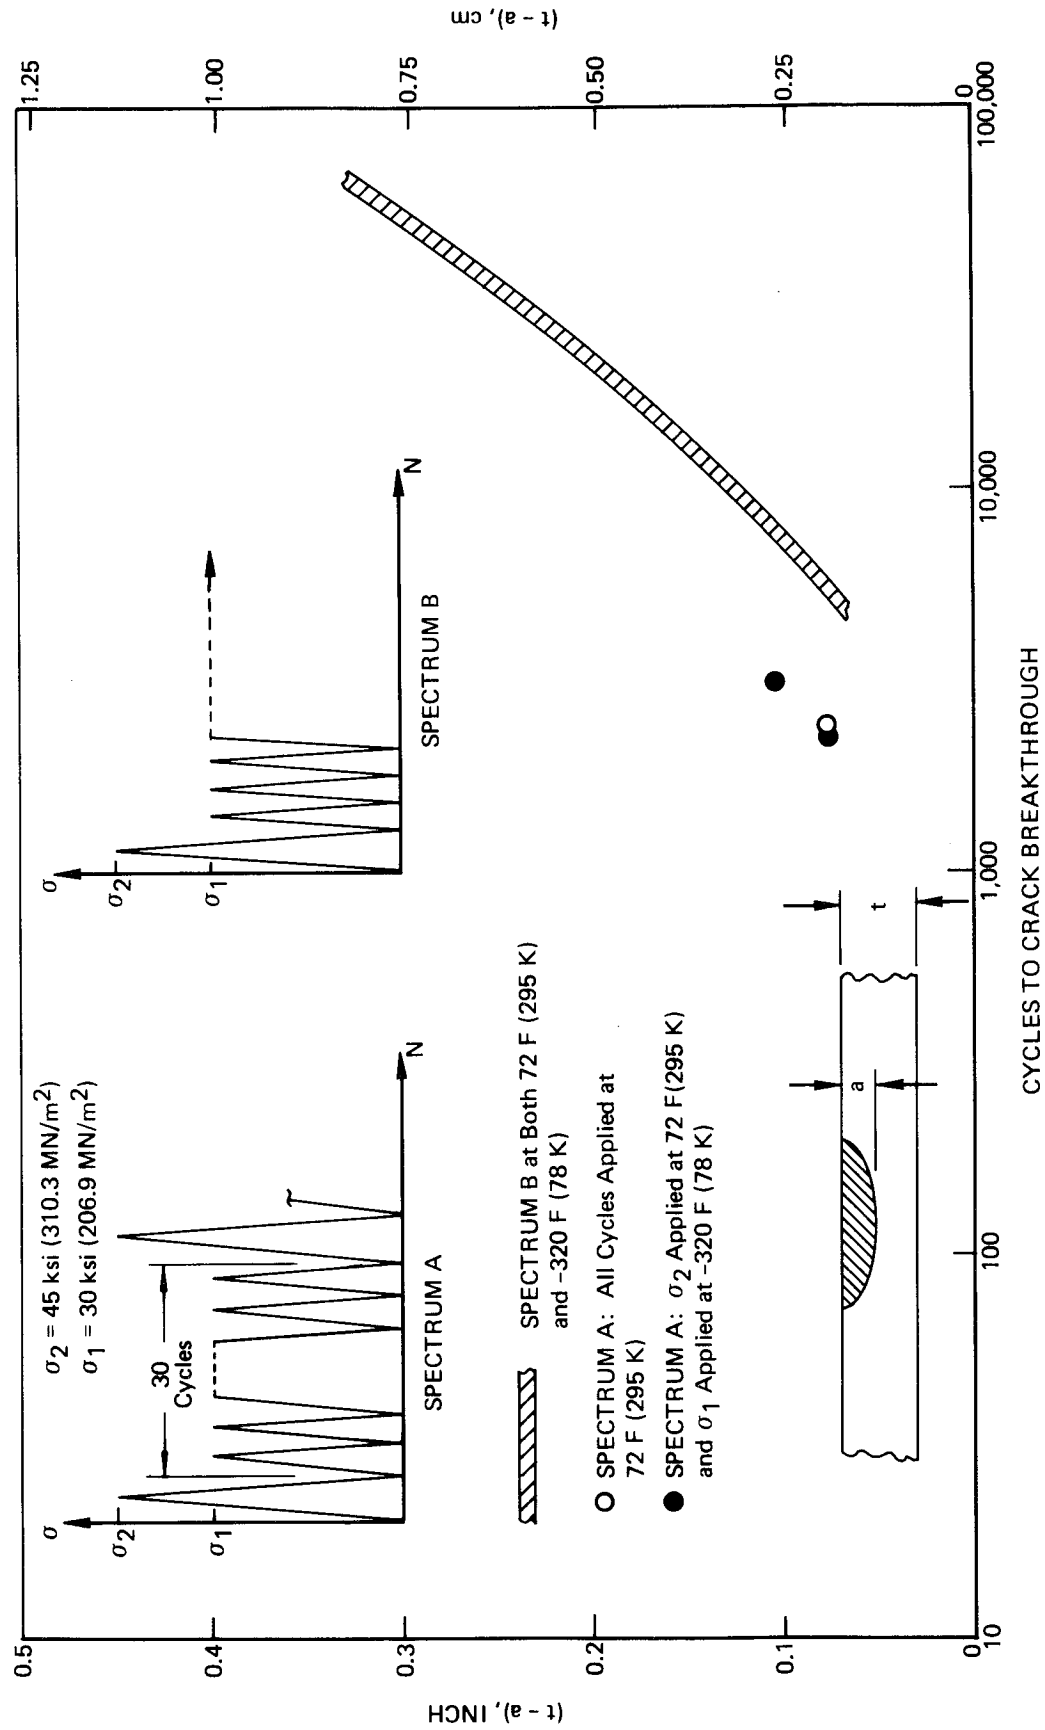 0.5
0.4
0.3
0.2
0.1
0
(t – a), INCH
1.25
1.00
0.75
0.50
0.25
0
(t – a), cm
10
100
1,000
10,000
100,000
CYCLES TO CRACK BREAKTHROUGH
σ2 = 45 ksi (310.3 MN/m2)
σ1 = 30 ksi (206.9 MN/m2)
σ
σ2
σ1
30
Cycles
N
SPECTRUM A
σ
σ2
σ1
N
SPECTRUM B
SPECTRUM B at Both 72 F (295 K)
and –320 F (78 K)
SPECTRUM A: All Cycles Applied at
72 F (295 K)
SPECTRUM A: σ2 Applied at 72 F(295 K)
and σ1 Applied at –320 F (78 K)
a
t